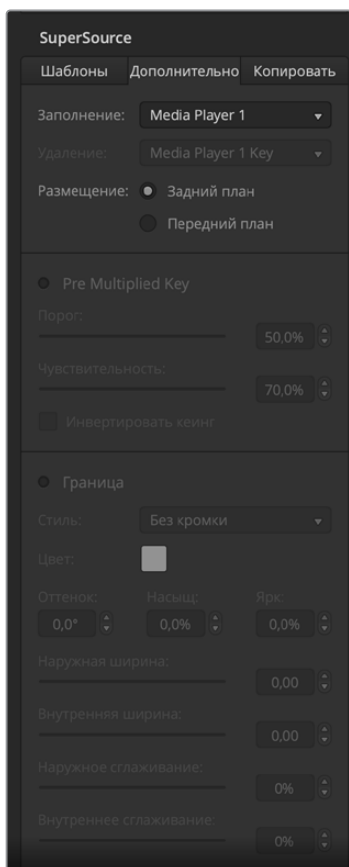 SuperSource
Шаблоны Дополнительно Копировать
Заполнение: Media Player 1
Удаление: Media Player 1 Key
Размещение: Задний план
Передний план
Pre Multiplied Key
Порог:
50,0%
Чувствительность:
70,0%
Инвертировать кеинг
Граница
Стиль: Без кромки
Цвет:
Оттенок: Насыщ: Ярк:
0,0° 0,0% 0,0%
Наружная ширина:
0,00
Внутренняя ширина:
0,00
Наружное сглаживание:
0%
Внутреннее сглаживание:
0%